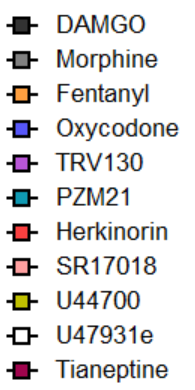 DAMGO
Morphine
Fentanyl
Oxycodone
TRV130
PZM21
Herkinorin
SR17018
U44700
U47931e
Tianeptine